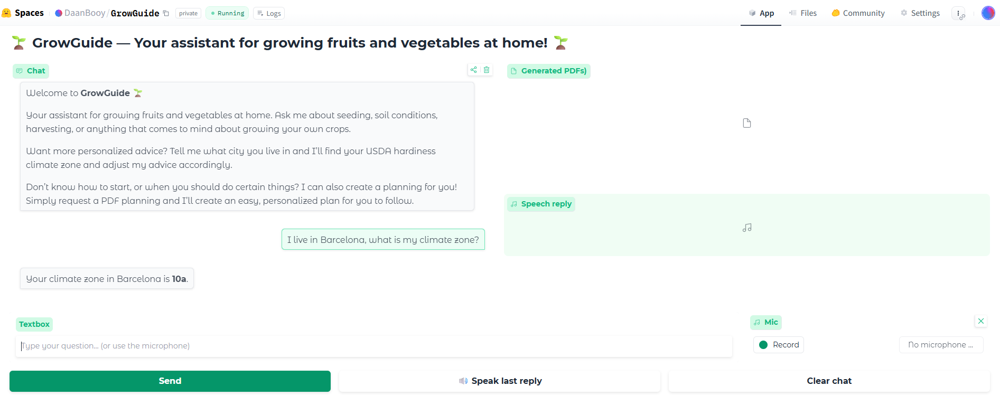 Spaces DaanBooy/GrowGuide private Running Logs App Files Community Settings
GrowGuide — Your assistant for growing fruits and vegetables at home!
Chat
Welcome to GrowGuide
Your assistant for growing fruits and vegetables at home. Ask me about seeding, soil conditions,
harvesting, or anything that comes to mind about growing your own crops.
Want more personalized advice? Tell me what city you live in and I'll find your USDA hardiness
climate zone and adjust my advice accordingly.
Don't know how to start, or when you should do certain things? I can also create a planning for you!
Simply request a PDF planning and I'll create an easy, personalized plan for you to follow.
I live in Barcelona, what is my climate zone?
Your climate zone in Barcelona is 10a.
Generated PDFs)
Speech reply
Textbox
Type your question... (or use the microphone)
Mic
Record
No microphone ...
Send
Speak last reply
Clear chat